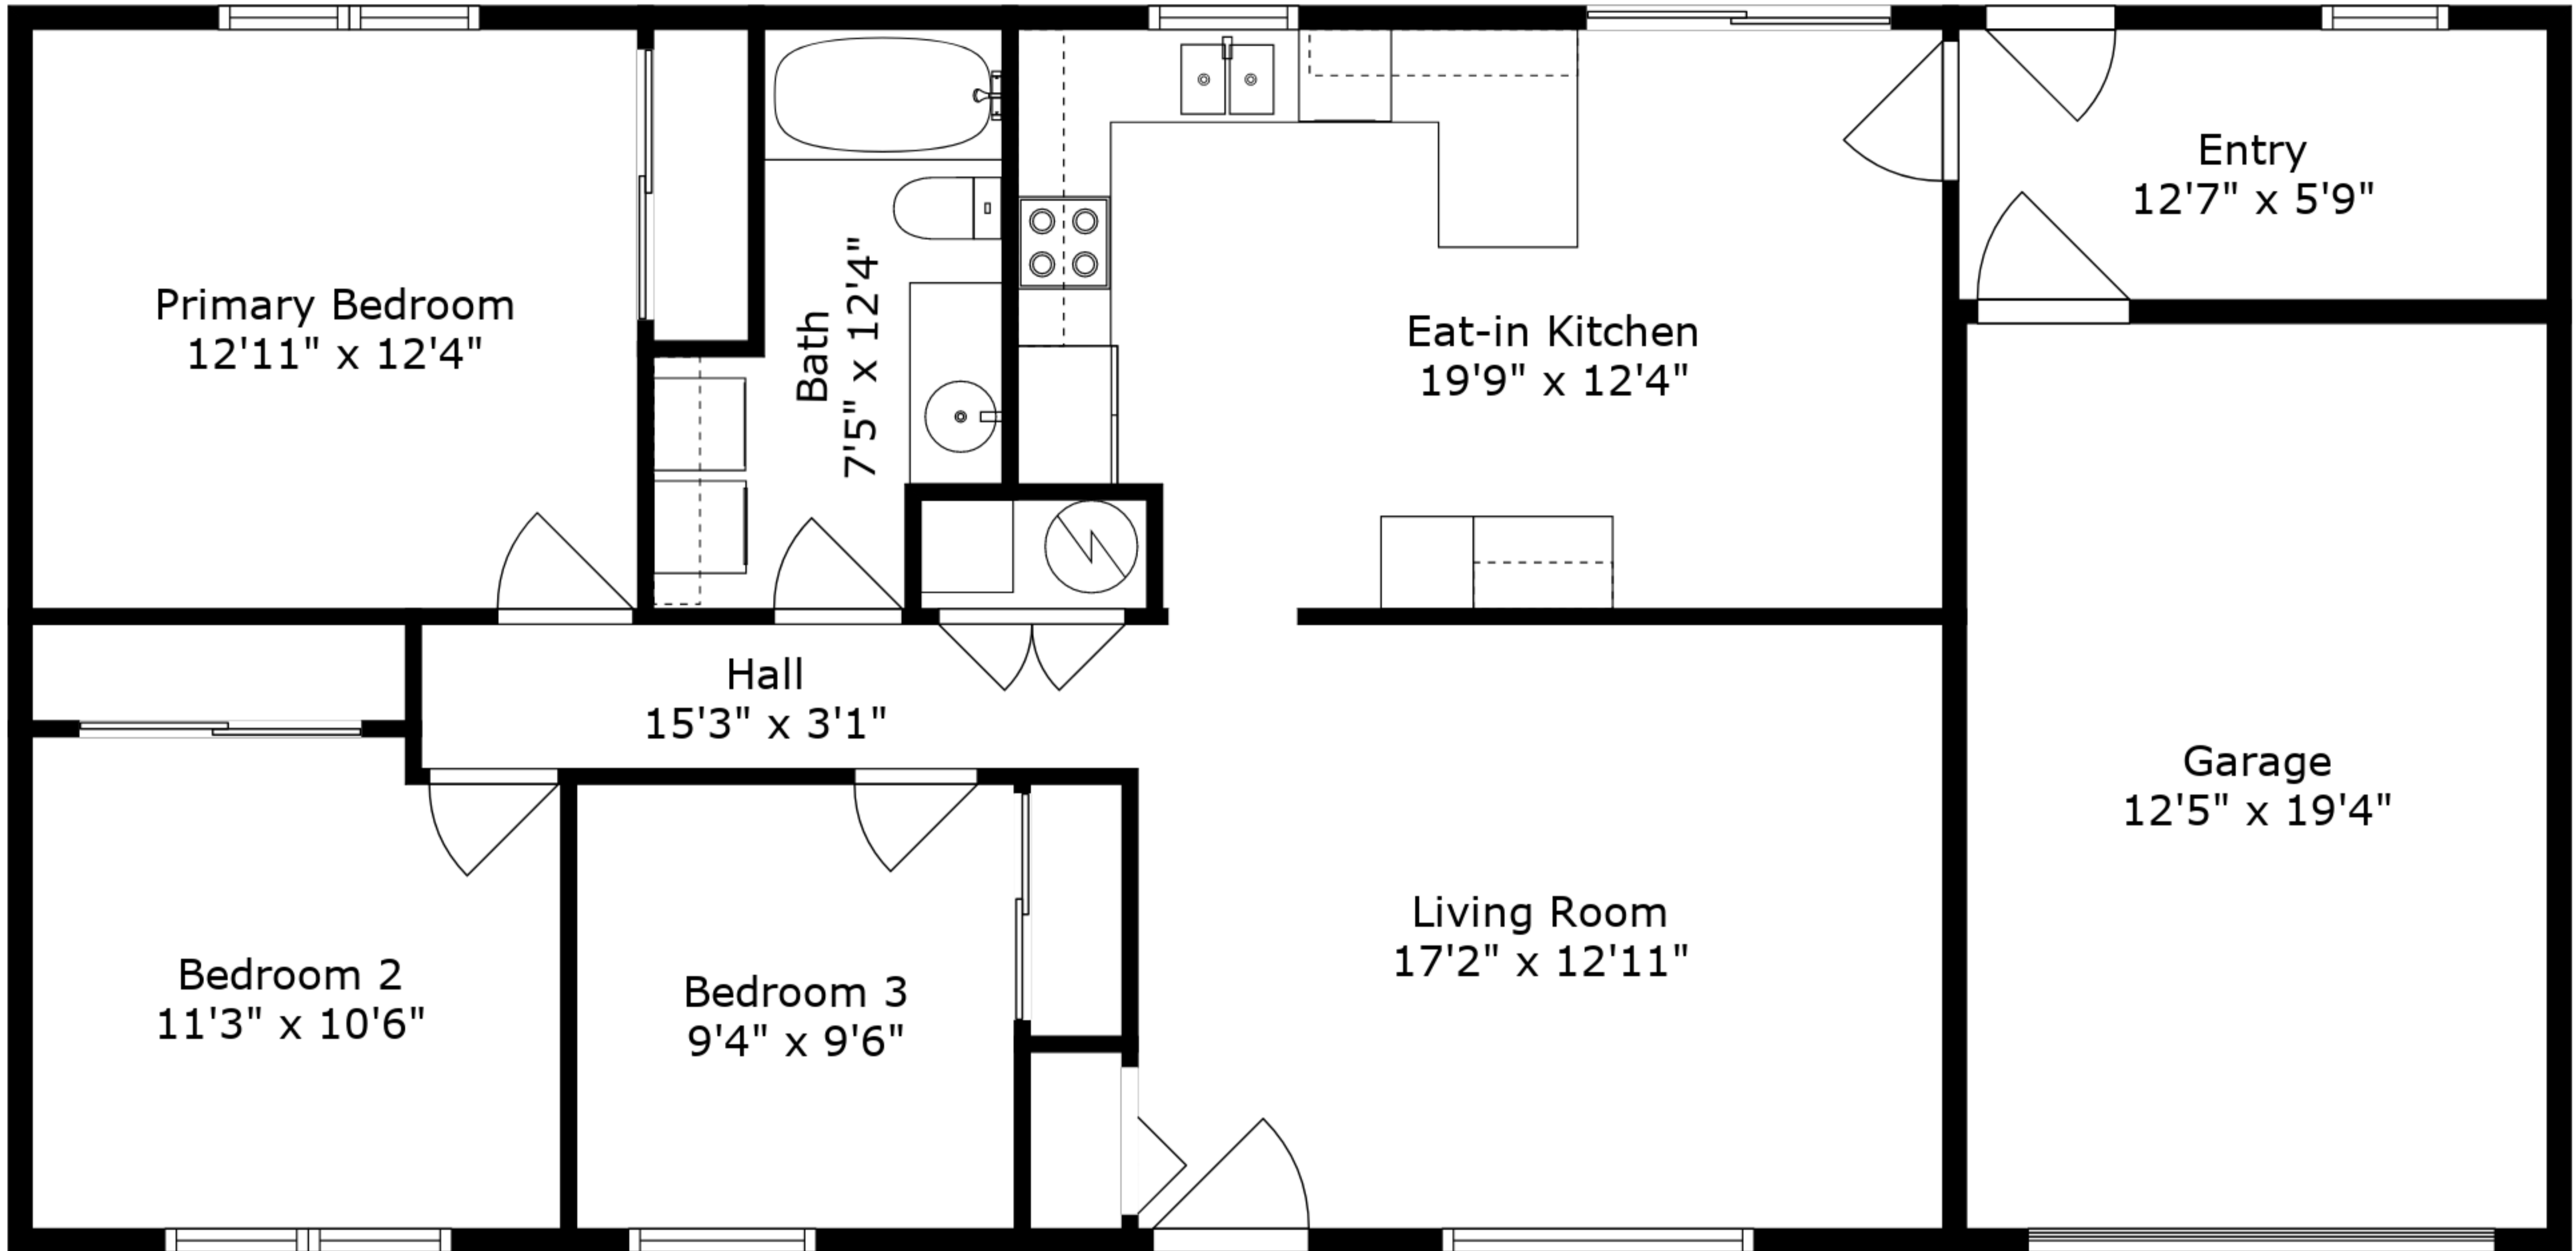 Entry
12'7" x 5'9"
Primary Bedroom
12'11" x 12'4"
Bath
7'5" x 12'4"
Eat-in Kitchen
19'9" x 12'4"
Hall
15'3" x 3'1"
Garage
12'5" x 19'4"
Living Room
17'2" x 12'11"
Bedroom 2
11'3" x 10'6"
Bedroom 3
9'4" x 9'6"